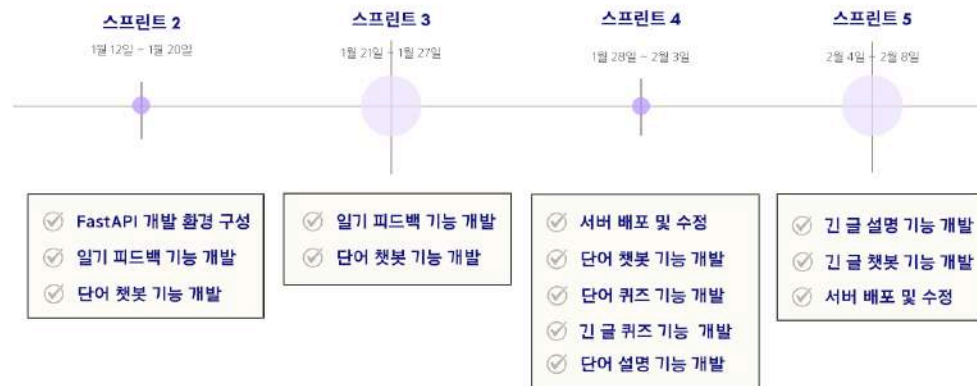 스프린트 2
1월 12일 ~ 1월 20일
FastAPI 개발 환경 구성
일기 피드백 기능 개발
단어 챗봇 기능 개발
스프린트 3
1월 21일 ~ 1월 27일
일기 피드백 기능 개발
단어 챗봇 기능 개발
스프린트 4
1월 28일 ~ 2월 3일
서버 배포 및 수정
단어 챗봇 기능 개발
단어 퀴즈 기능 개발
긴 글 퀴즈 기능 개발
단어 설명 기능 개발
스프린트 5
2월 4일 ~ 2월 8일
긴 글 설명 기능 개발
긴 글 챗봇 기능 개발
서버 배포 및 수정